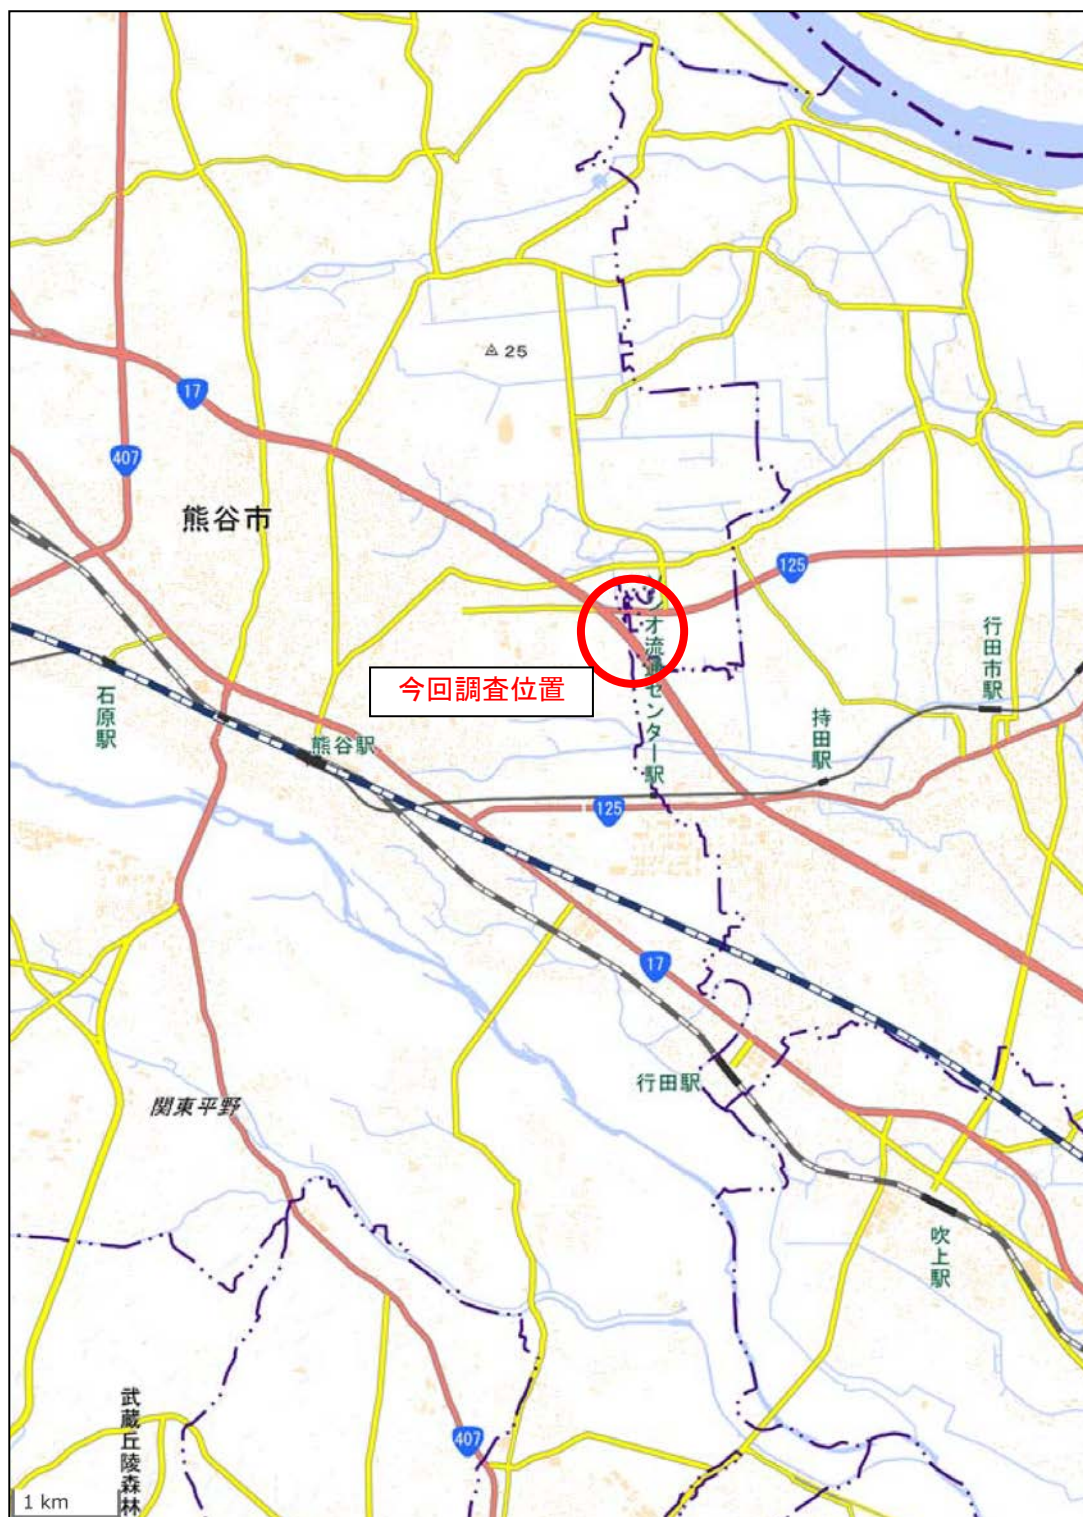 25
17
407
熊谷市
125
オ流通センター駅
行田市駅
今回調査位置
石原駅
持田駅
熊谷駅
125
17
行田駅
関東平野
吹上駅
武蔵丘陵森林
407
1 km